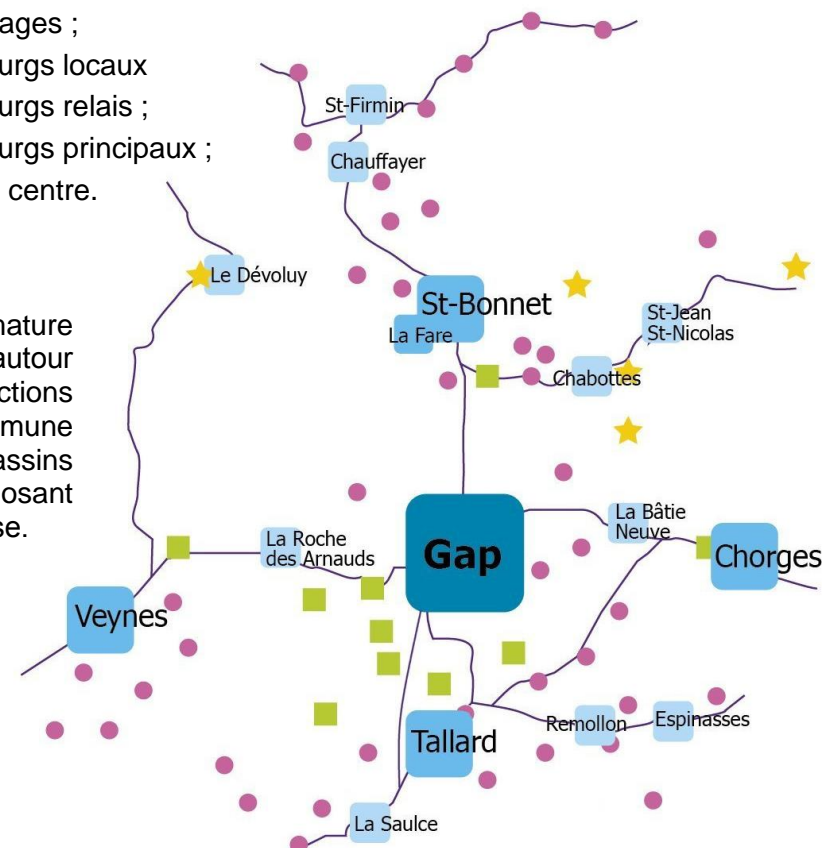 ages ;
urgs locaux
urgs relais ;
urgs principaux ;
centre.
nature
autour
ctions
mune
assins
osant
se.
St-Firmin
Chauffayer
Le Dévoluy
St-Bonnet
La Fare
St-Jean
St-Nicolas
Chabottes
La Roche
des Arnauds
Gap
La Bâtie
Neuve
Chorges
Veynes
Tallard
Remollon
Espinasses
La Saulce